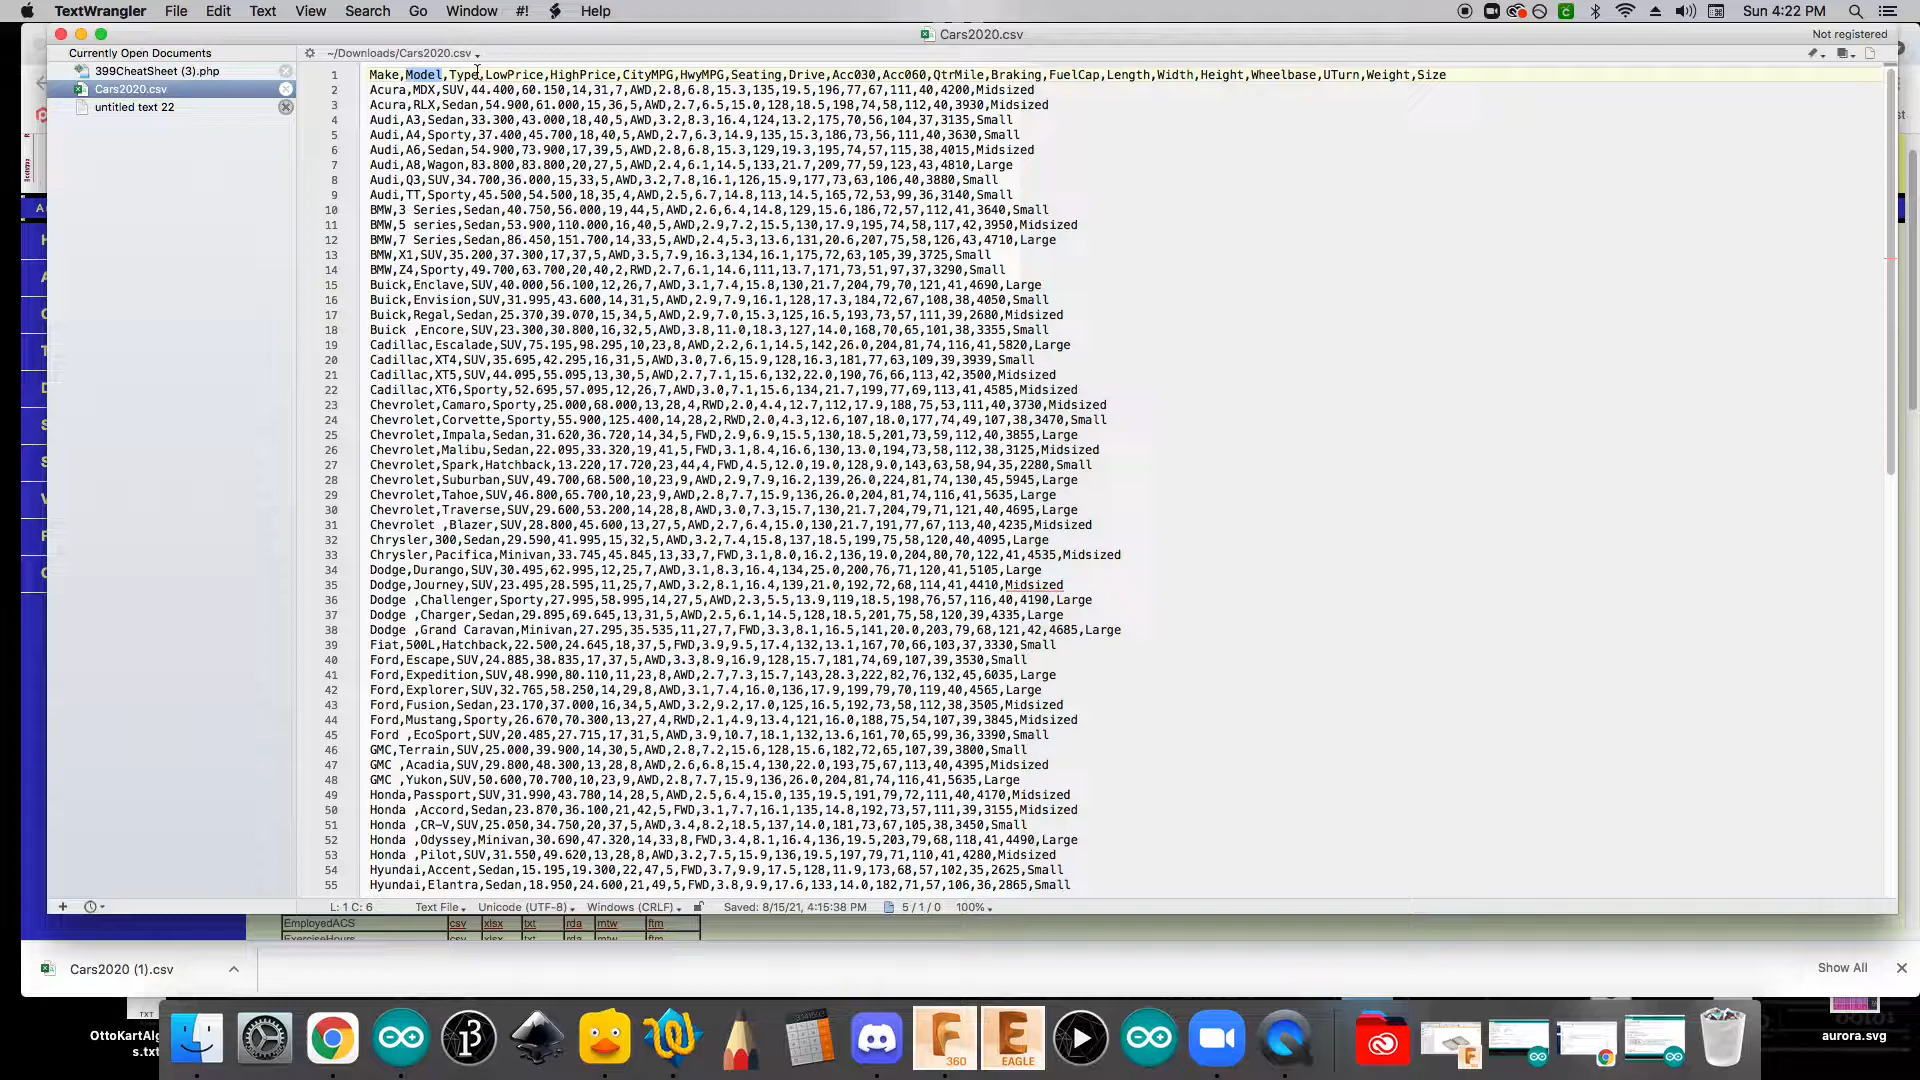 TextWrangler File Edit Text View Search Go Window #! Help Sun 4:22 PM
Cars2020.csv
Not registered
Currently Open Documents
399CheatSheet (3).php
Cars2020.csv
untitled text 22
~/Downloads/Cars2020.csv
1 Make,Model,Type,LowPrice,HighPrice,CityMPG,HwyMPG,Seating,Drive,Acc030,Acc060,QtrMile,Braking,FuelCap,Length,Width,Height,Wheelbase,UTurn,Weight,Size
2 Acura,MDX,SUV,44.400,60.150,14,31,7,AWD,2.8,6.8,15.3,135,19.5,196,77,67,111,40,4200,Midsized
3 Acura,RLX,Sedan,54.900,61.000,15,36,5,AWD,2.7,6.5,15.0,128,18.5,198,74,58,112,40,3930,Midsized
4 Audi,A3,Sedan,33.300,43.000,18,40,5,AWD,3.2,8.3,16.4,124,13.2,175,70,56,104,37,3135,Small
5 Audi,A4,Sporty,37.400,45.700,18,40,5,AWD,2.7,6.3,14.9,135,15.3,186,73,56,111,40,3630,Small
6 Audi,A6,Sedan,54.900,73.900,17,39,5,AWD,2.8,6.8,15.3,129,19.3,195,74,57,115,38,4015,Midsized
7 Audi,A8,Wagon,83.800,83.800,20,27,5,AWD,2.4,6.1,14.5,133,21.7,209,77,59,123,43,4810,Large
8 Audi,Q3,SUV,34.700,36.000,15,33,5,AWD,3.2,7.8,16.1,126,15.9,177,73,63,106,40,3880,Small
9 Audi,TT,Sporty,45.500,54.500,18,35,4,AWD,2.5,6.7,14.8,113,14.5,165,72,53,99,36,3140,Small
10 BMW,3 Series,Sedan,40.750,56.000,19,44,5,AWD,2.6,6.4,14.8,129,15.6,186,72,57,112,41,3640,Small
11 BMW,5 series,Sedan,53.900,110.000,16,40,5,AWD,2.9,7.2,15.5,130,17.9,195,74,58,117,42,3950,Midsized
12 BMW,7 Series,Sedan,86.450,151.700,14,33,5,AWD,2.4,5.3,13.6,131,20.6,207,75,58,126,43,4710,Large
13 BMW,X1,SUV,35.200,37.300,17,37,5,AWD,3.5,7.9,16.3,134,16.1,175,72,63,105,39,3725,Small
14 BMW,Z4,Sporty,49.700,63.700,20,40,2,RWD,2.7,6.1,14.6,111,13.7,171,73,51,97,37,3290,Small
15 Buick,Enclave,SUV,40.000,56.100,12,26,7,AWD,3.1,7.4,15.8,130,21.7,204,79,70,121,41,4690,Large
16 Buick,Envision,SUV,31.995,43.600,14,31,5,AWD,2.9,7.9,16.1,128,17.3,184,72,67,108,38,4050,Small
17 Buick,Regal,Sedan,25.370,39.070,15,34,5,AWD,2.9,7.0,15.3,125,16.5,193,73,57,111,39,2680,Midsized
18 Buick ,Encore,SUV,23.300,30.800,16,32,5,AWD,3.8,11.0,18.3,127,14.0,168,70,65,101,38,3355,Small
19 Cadillac,Escalade,SUV,75.195,98.295,10,23,8,AWD,2.2,6.1,14.5,142,26.0,204,81,74,116,41,5820,Large
20 Cadillac,XT4,SUV,35.695,42.295,16,31,5,AWD,3.0,7.6,15.9,128,16.3,181,77,63,109,39,3939,Small
21 Cadillac,XT5,SUV,44.095,55.095,13,30,5,AWD,2.7,7.1,15.6,132,22.0,190,76,66,113,42,3500,Midsized
22 Cadillac,XT6,Sporty,52.695,57.095,12,26,7,AWD,3.0,7.1,15.6,134,21.7,199,77,69,113,41,4585,Midsized
23 Chevrolet,Camaro,Sporty,25.000,68.000,13,28,4,RWD,2.0,4.4,12.7,112,17.9,188,75,53,111,40,3730,Midsized
24 Chevrolet,Corvette,Sporty,55.900,125.400,14,28,2,RWD,2.0,4.3,12.6,107,18.0,177,74,49,107,38,3470,Small
25 Chevrolet,Impala,Sedan,31.620,36.720,14,34,5,FWD,2.9,6.9,15.5,130,18.5,201,73,59,112,40,3855,Large
26 Chevrolet,Malibu,Sedan,22.095,33.320,19,41,5,FWD,3.1,8.4,16.6,130,13.0,194,73,58,112,38,3125,Midsized
27 Chevrolet,Spark,Hatchback,13.220,17.720,23,44,4,FWD,4.5,12.0,19.0,128,9.0,143,63,58,94,35,2280,Small
28 Chevrolet,Suburban,SUV,49.700,68.500,10,23,9,AWD,2.9,7.9,16.2,139,26.0,224,81,74,130,45,5945,Large
29 Chevrolet,Tahoe,SUV,46.800,65.700,10,23,9,AWD,2.8,7.7,15.9,136,26.0,204,81,74,116,41,5635,Large
30 Chevrolet,Traverse,SUV,29.600,53.200,14,28,8,AWD,3.0,7.3,15.7,130,21.7,204,79,71,121,40,4695,Large
31 Chevrolet ,Blazer,SUV,28.800,45.600,13,27,5,AWD,2.7,6.4,15.0,130,21.7,191,77,67,113,40,4235,Midsized
32 Chrysler,300,Sedan,29.590,41.995,15,32,5,AWD,3.2,7.4,15.8,137,18.5,199,75,58,120,40,4095,Large
33 Chrysler,Pacifica,Minivan,33.745,45.845,13,33,7,FWD,3.1,8.0,16.2,136,19.0,204,80,70,122,41,4535,Midsized
34 Dodge,Durango,SUV,30.495,62.995,12,25,7,AWD,3.1,8.3,16.4,134,25.0,200,76,71,120,41,5105,Large
35 Dodge,Journey,SUV,23.495,28.595,11,25,7,AWD,3.2,8.1,16.4,139,21.0,192,72,68,114,41,4410,Midsized
36 Dodge ,Challenger,Sporty,27.995,58.995,14,27,5,AWD,2.3,5.5,13.9,119,18.5,198,76,57,116,40,4190,Large
37 Dodge ,Charger,Sedan,29.895,69.645,13,31,5,AWD,2.5,6.1,14.5,128,18.5,201,75,58,120,39,4335,Large
38 Dodge ,Grand Caravan,Minivan,27.295,35.535,11,27,7,FWD,3.3,8.1,16.5,141,20.0,203,79,68,121,42,4685,Large
39 Fiat,500L,Hatchback,22.500,24.645,18,37,5,FWD,3.9,9.5,17.4,132,13.1,167,70,66,103,37,3330,Small
40 Ford,Escape,SUV,24.885,38.835,17,37,5,AWD,3.3,8.9,16.9,128,15.7,181,74,69,107,39,3530,Small
41 Ford,Expedition,SUV,48.990,80.110,11,23,8,AWD,2.7,7.3,15.7,143,28.3,222,82,76,132,45,6035,Large
42 Ford,Explorer,SUV,32.765,58.250,14,29,8,AWD,3.1,7.4,16.0,136,17.9,199,79,70,119,40,4565,Large
43 Ford,Fusion,Sedan,23.170,37.000,16,34,5,AWD,3.2,9.2,17.0,125,16.5,192,73,58,112,38,3505,Midsized
44 Ford,Mustang,Sporty,26.670,70.300,13,27,4,RWD,2.1,4.9,13.4,121,16.0,188,75,54,107,39,3845,Midsized
45 Ford ,EcoSport,SUV,20.485,27.715,17,31,5,AWD,3.9,10.7,18.1,132,13.6,161,70,65,99,36,3390,Small
46 GMC,Terrain,SUV,25.000,39.900,14,30,5,AWD,2.8,7.2,15.6,128,15.6,182,72,65,107,39,3800,Small
47 GMC ,Acadia,SUV,29.800,48.300,13,28,8,AWD,2.6,6.8,15.4,130,22.0,193,75,67,113,40,4395,Midsized
48 GMC ,Yukon,SUV,50.600,70.700,10,23,9,AWD,2.8,7.7,15.9,136,26.0,204,81,74,116,41,5635,Large
49 Honda,Passport,SUV,31.990,43.780,14,28,5,AWD,2.5,6.4,15.0,135,19.5,191,79,72,111,40,4170,Midsized
50 Honda ,Accord,Sedan,23.870,36.100,21,42,5,FWD,3.1,7.7,16.1,135,14.8,192,73,57,111,39,3155,Midsized
51 Honda ,CR-V,SUV,25.050,34.750,20,37,5,AWD,3.4,8.2,18.5,137,14.0,181,73,67,105,38,3450,Small
52 Honda ,Odyssey,Minivan,30.690,47.320,14,33,8,FWD,3.4,8.1,16.4,136,19.5,203,79,68,118,41,4490,Large
53 Honda ,Pilot,SUV,31.550,49.620,13,28,8,AWD,3.2,7.5,15.9,136,19.5,197,79,71,110,41,4280,Midsized
54 Hyundai,Accent,Sedan,15.195,19.300,22,47,5,FWD,3.7,9.9,17.5,128,11.9,173,68,57,102,35,2625,Small
55 Hyundai,Elantra,Sedan,18.950,24.600,21,49,5,FWD,3.8,9.9,17.6,133,14.0,182,71,57,106,36,2865,Small
L: 1 C: 6 Text File Unicode (UTF-8) Windows (CRLF) Saved: 8/15/21, 4:15:38 PM 5 / 1 / 0 100%
EmployedACS csv xlsx txt rda mtw ftm
Cars2020 (1).csv
Show All
TXT
OttoKartAlg
s.txt
360
EAGLE
aurora.svg